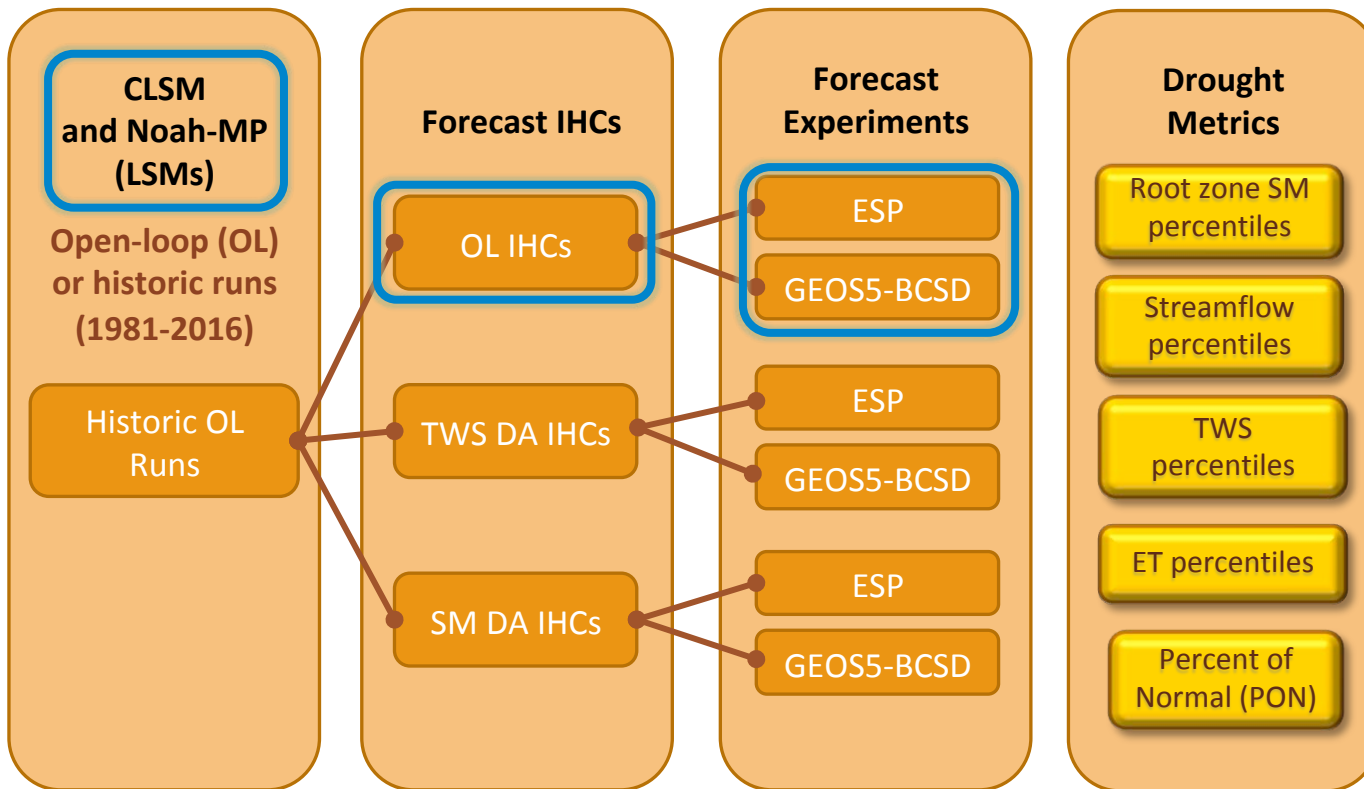 CLSM
and Noah-MP
(LSMs)
Open-loop (OL)
or historic runs
(1981-2016)
Historic OL
Runs
Forecast IHCs
OL IHCs
TWS DA IHCs
SM DA IHCs
Forecast
Experiments
ESP
GEOS5-BCSD
ESP
GEOS5-BCSD
ESP
GEOS5-BCSD
Drought
Metrics
Root zone SM
percentiles
Streamflow
percentiles
TWS
percentiles
ET percentiles
Percent of
Normal (PON)